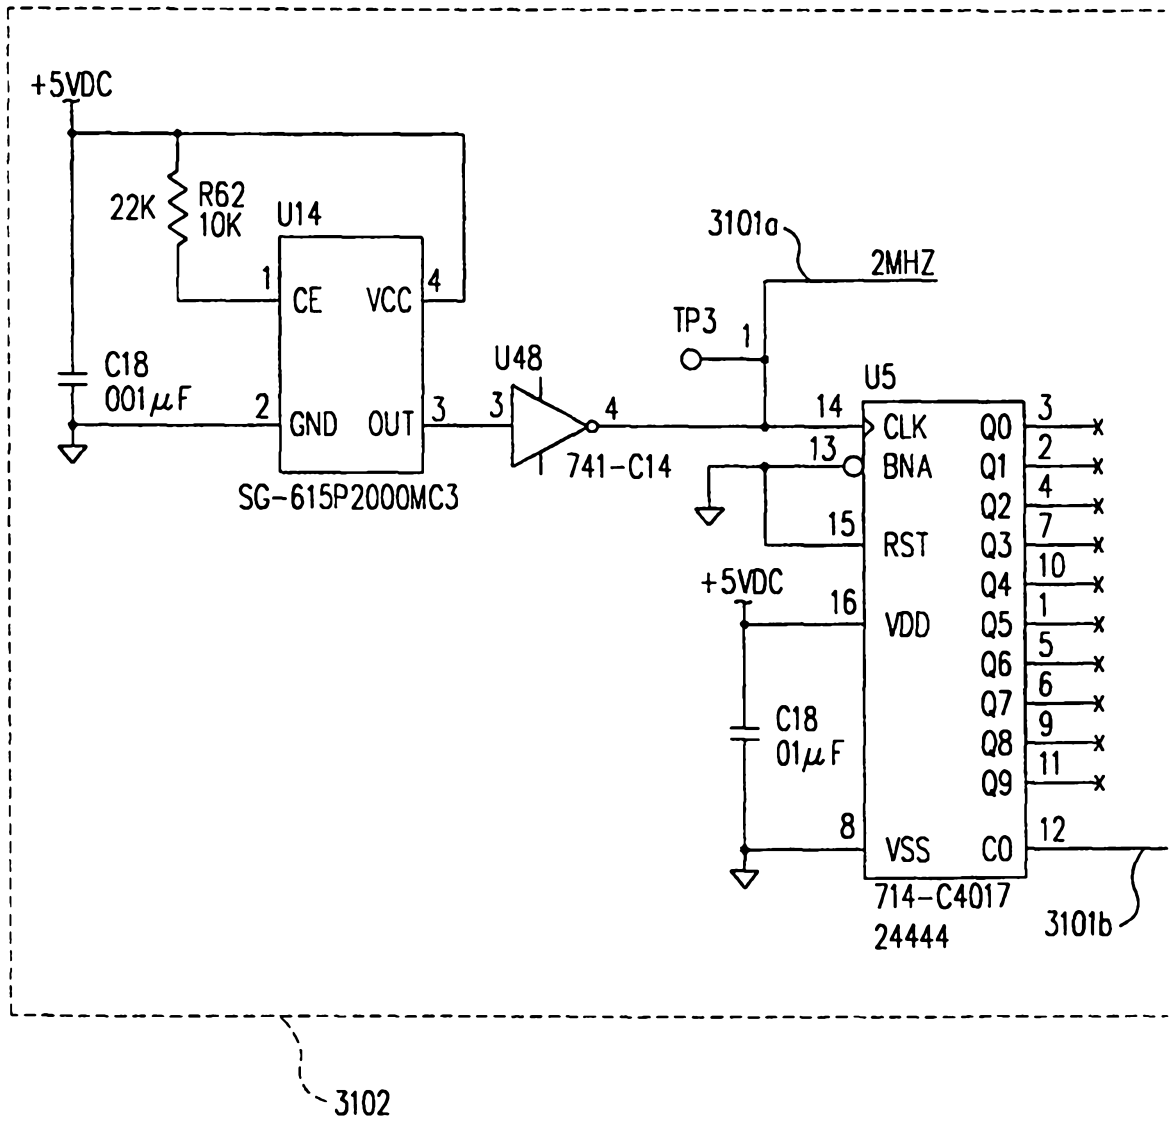 +5VDC
22K
R62
10K
U14
1
CE
VCC
4
C18
001µF
2
GND
OUT
3
SG-615P2000MC3
U48
3
4
741-C14
3101a
2MHZ
TP3
1
U5
14
CLK
Q0
3
13
BNA
Q1
2
Q2
4
15
RST
Q3
7
Q4
10
+5VDC
16
VDD
Q5
1
Q6
5
Q7
6
C18
01µF
Q8
9
Q9
11
8
VSS
CO
12
714-C4017
24444
3101b
3102